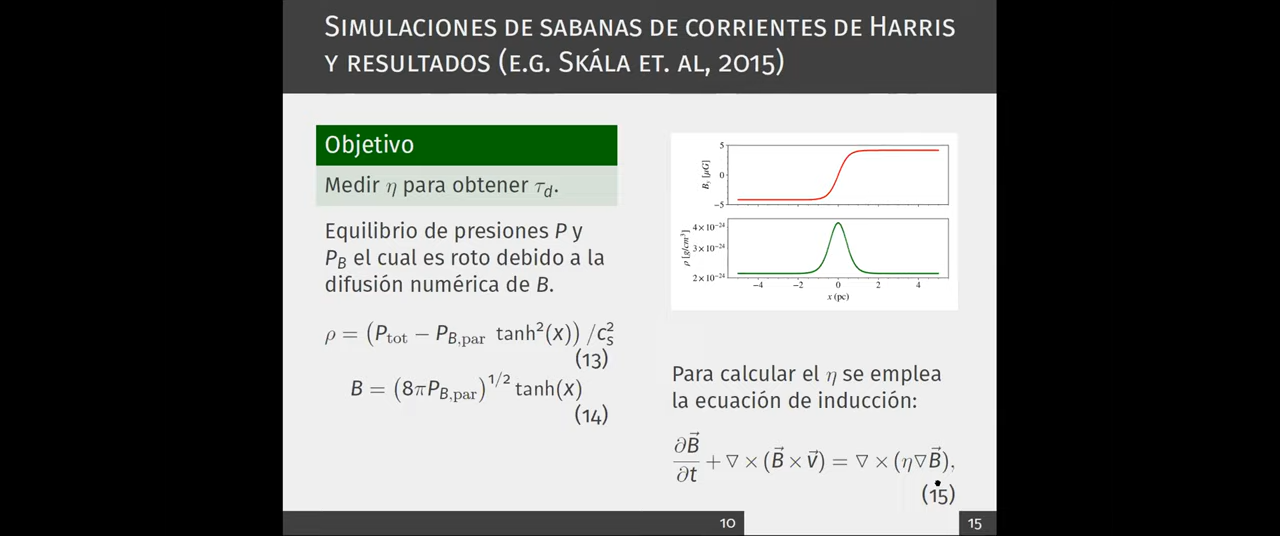 SIMULACIONES DE SABANAS DE CORRIENTES DE HARRIS
Y RESULTADOS (E.G. SKÁLA ET. AL, 2015)
Objetivo
Medir η para obtener τ_d.
Equilibrio de presiones P y
P_B el cual es roto debido a la
difusión numérica de B.
ρ = (P_tot − P_B,par tanh²(x)) /c_s²
(13)
B = (8πP_B,par)^1/2 tanh(x)
(14)
5
0
−5
B_y [μG]
4×10⁻²⁴
3×10⁻²⁴
2×10⁻²⁴
ρ [g/cm³]
−4 −2 0 2 4
x (pc)
Para calcular el η se emplea
la ecuación de inducción:
∂B⃗/∂t + ▽ × (B⃗ × v⃗) = ▽ × (η▽B⃗),
(15)
10
15